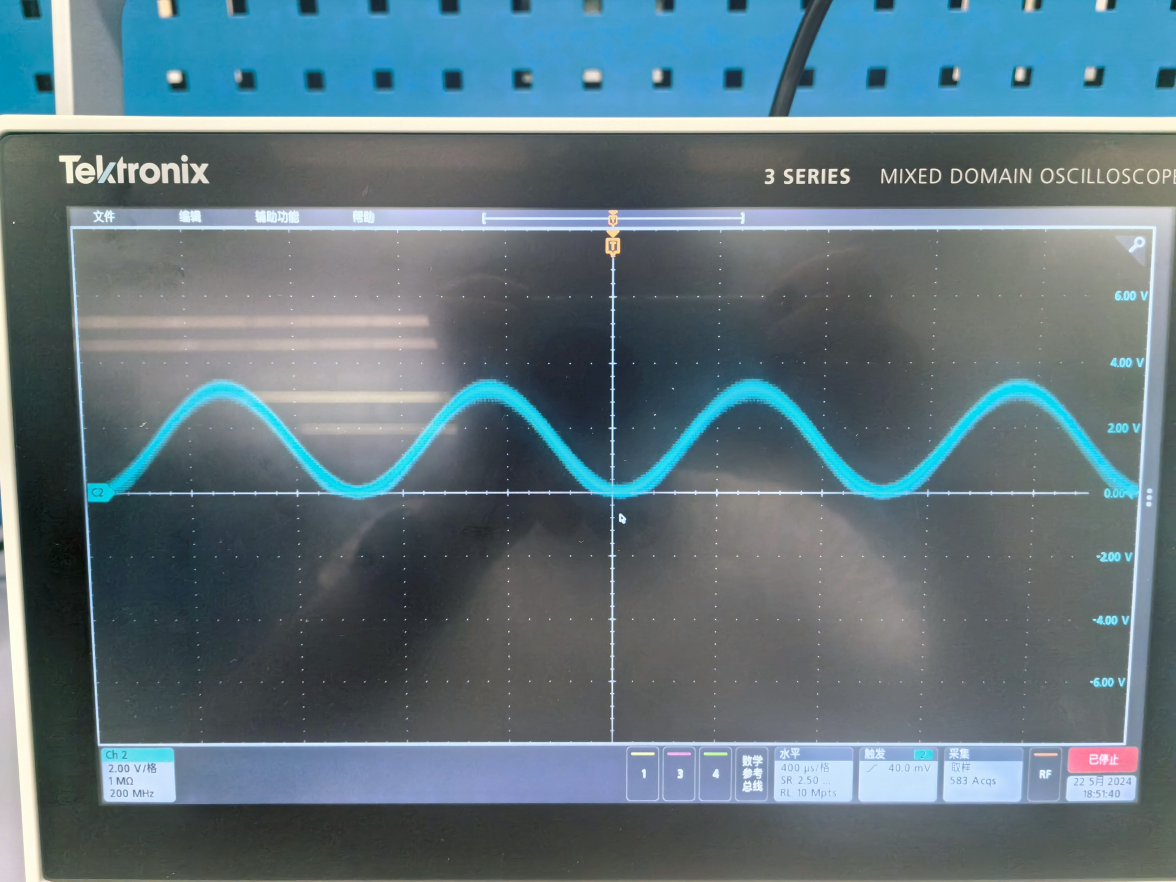 Tektronix
3 SERIES MIXED DOMAIN OSCILLOSCOPE
文件 编辑 辅助功能 帮助
T
T
6.00 V
4.00 V
2.00 V
C2
0.00
-2.00 V
-4.00 V
-6.00 V
Ch 2
2.00 V/格
1 MΩ
200 MHz
1
3
4
数学
参考
总线
水平
400 μs/格
SR: 2.50 ...
RL: 10 Mpts
触发 2
40.0 mV
采集
取样
583 Acqs
RF
已停止
22 5月 2024
18:51:40